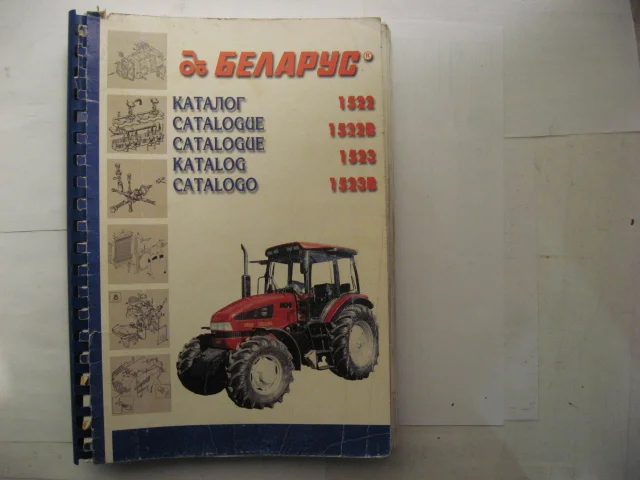 БЕЛАРУС®
КАТАЛОГ 1522
CATALOGUE 1522В
CATALOGUE 1523
KATALOG 1523В
CATALOGO